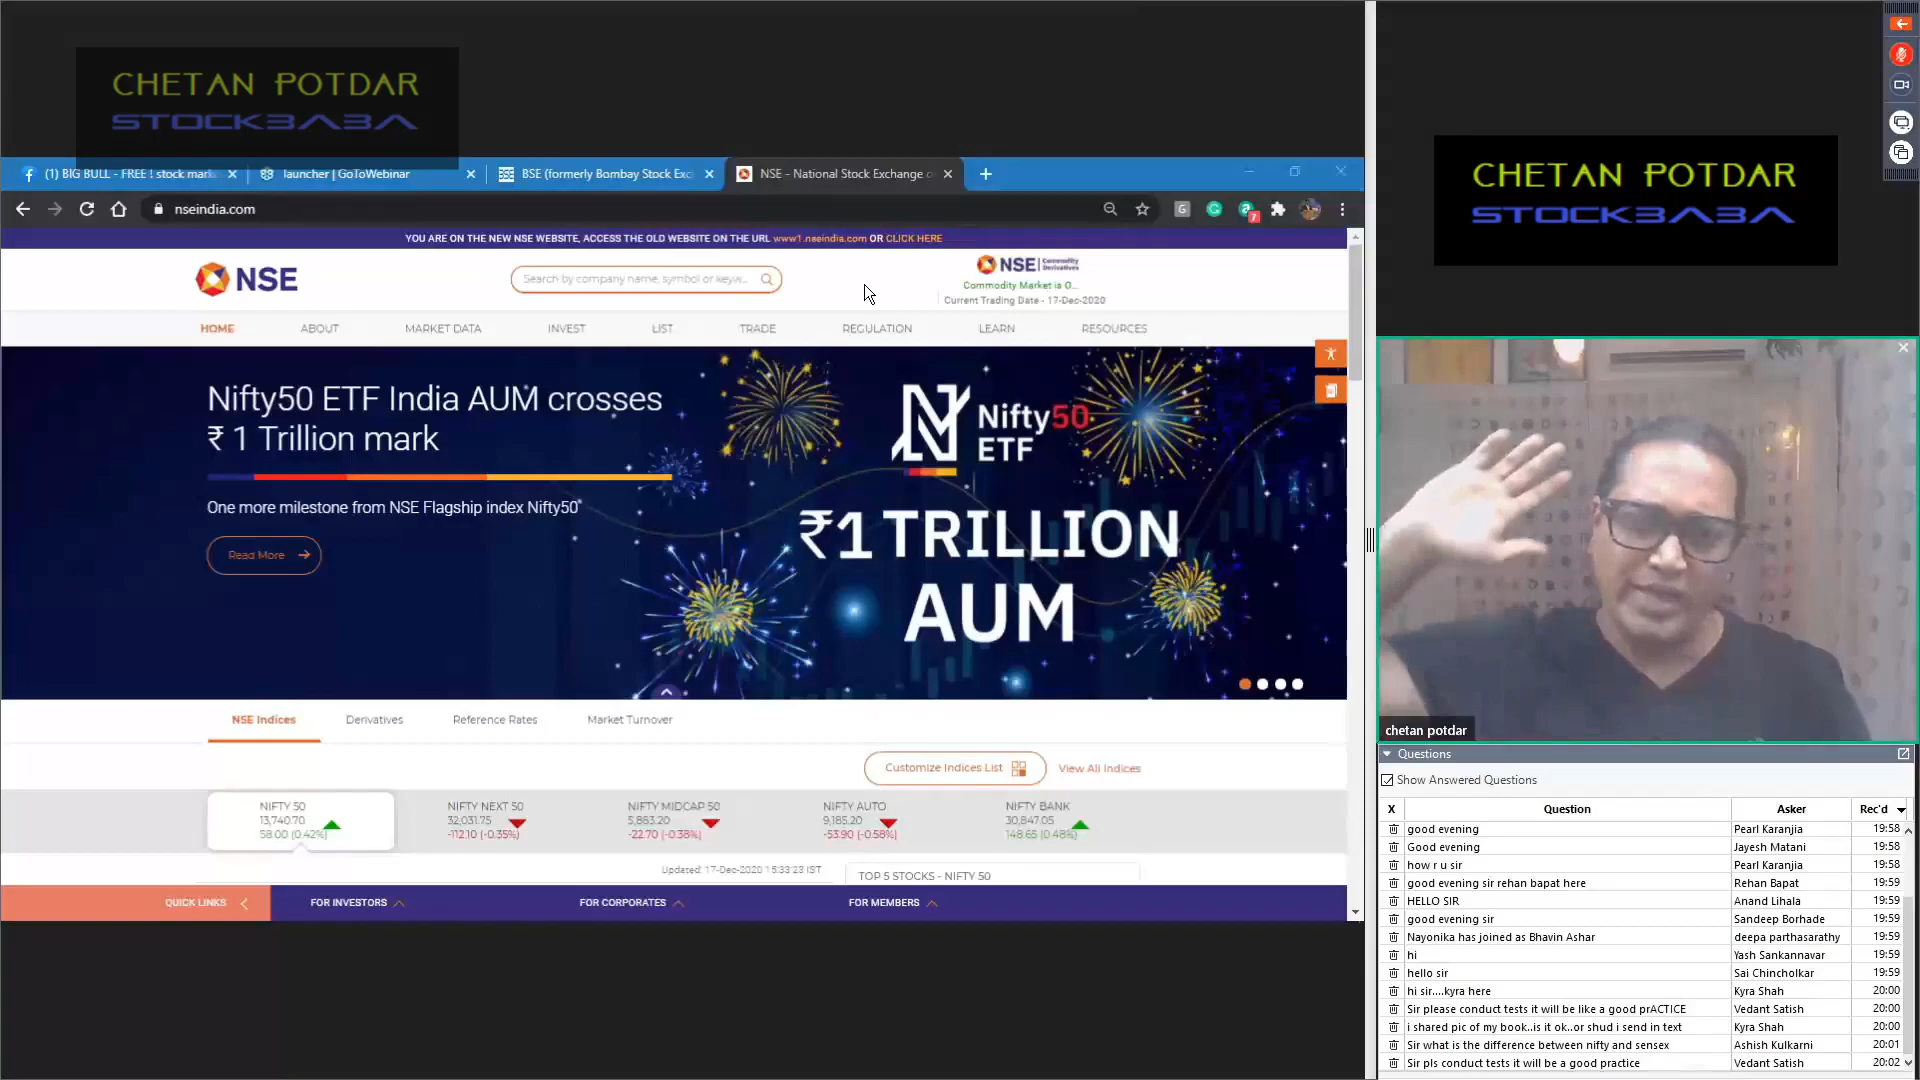 CHETAN POTDAR
STOCKBABA
(1) BIG BULL - FREE ! stock mark
launcher | GoToWebinar
BSE (formerly Bombay Stock Exc
NSE - National Stock Exchange o
nseindia.com
7
YOU ARE ON THE NEW NSE WEBSITE, ACCESS THE OLD WEBSITE ON THE URL www1.nseindia.com OR CLICK HERE
NSE
Search by company name, symbol or keyw...
NSE | Commodity Derivatives
Commodity Market is O...
Current Trading Date - 17-Dec-2020
HOME ABOUT MARKET DATA INVEST LIST TRADE REGULATION LEARN RESOURCES
Nifty50 ETF India AUM crosses
₹ 1 Trillion mark
One more milestone from NSE Flagship index Nifty50
Read More
Nifty50
ETF
₹1 TRILLION
AUM
NSE Indices Derivatives Reference Rates Market Turnover
Customize Indices List View All Indices
NIFTY 50 NIFTY NEXT 50 NIFTY MIDCAP 50 NIFTY AUTO NIFTY BANK
13,740.70 32,031.75 5,883.20 9,185.20 30,847.05
58.00 (0.42%) -112.10 (-0.35%) -22.70 (-0.38%) -53.90 (-0.58%) 148.65 (0.48%)
Updated: 17-Dec-2020 15:33:23 IST
TOP 5 STOCKS - NIFTY 50
QUICK LINKS FOR INVESTORS FOR CORPORATES FOR MEMBERS
CHETAN POTDAR
STOCKBABA
chetan potdar
Questions
Show Answered Questions
X Question Asker Rec'd
good evening Pearl Karanjia 19:58
Good evening Jayesh Matani 19:58
how r u sir Pearl Karanjia 19:58
good evening sir rehan bapat here Rehan Bapat 19:59
HELLO SIR Anand Lihala 19:59
good evening sir Sandeep Borhade 19:59
Nayonika has joined as Bhavin Ashar deepa parthasarathy 19:59
hi Yash Sankannavar 19:59
hello sir Sai Chincholkar 19:59
hi sir....kyra here Kyra Shah 20:00
Sir please conduct tests it will be like a good prACTICE Vedant Satish 20:00
i shared pic of my book..is it ok..or shud i send in text Kyra Shah 20:00
Sir what is the difference between nifty and sensex Ashish Kulkarni 20:01
Sir pls conduct tests it will be a good practice Vedant Satish 20:02